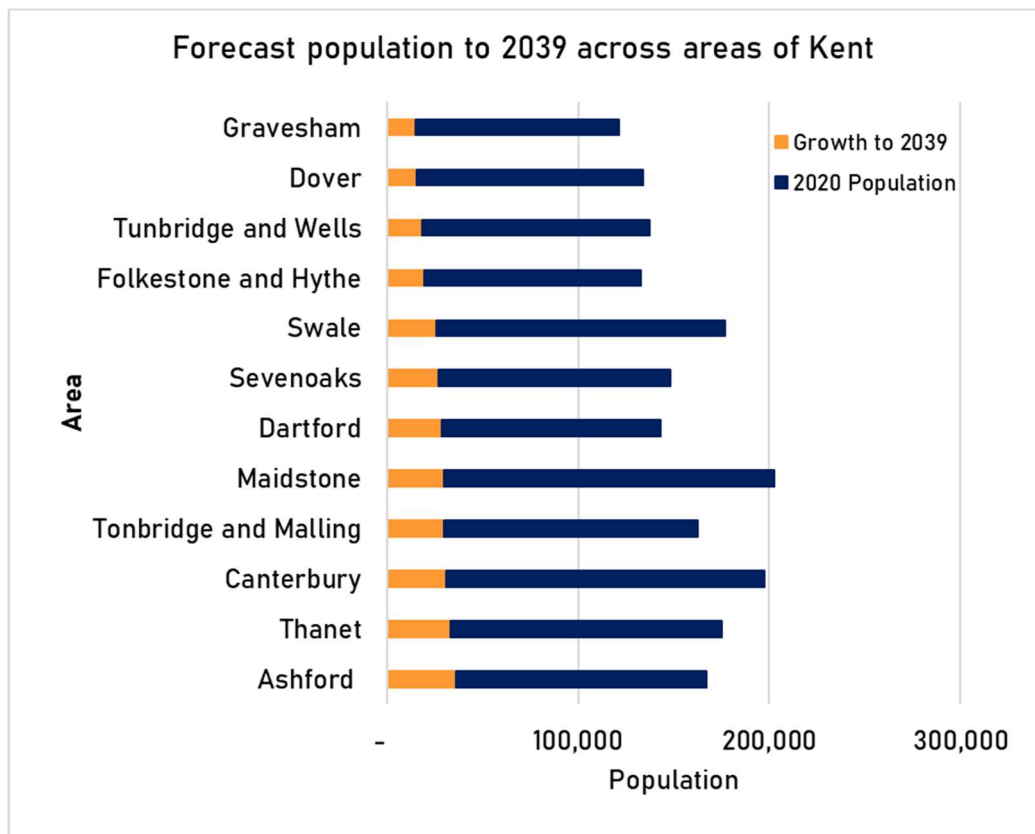 Forecast population to 2039 across areas of Kent
Gravesham
Dover
Tunbridge and Wells
Folkestone and Hythe
Swale
Sevenoaks
Dartford
Maidstone
Tonbridge and Malling
Canterbury
Thanet
Ashford
Area
Growth to 2039
2020 Population
- 100,000 200,000 300,000
Population